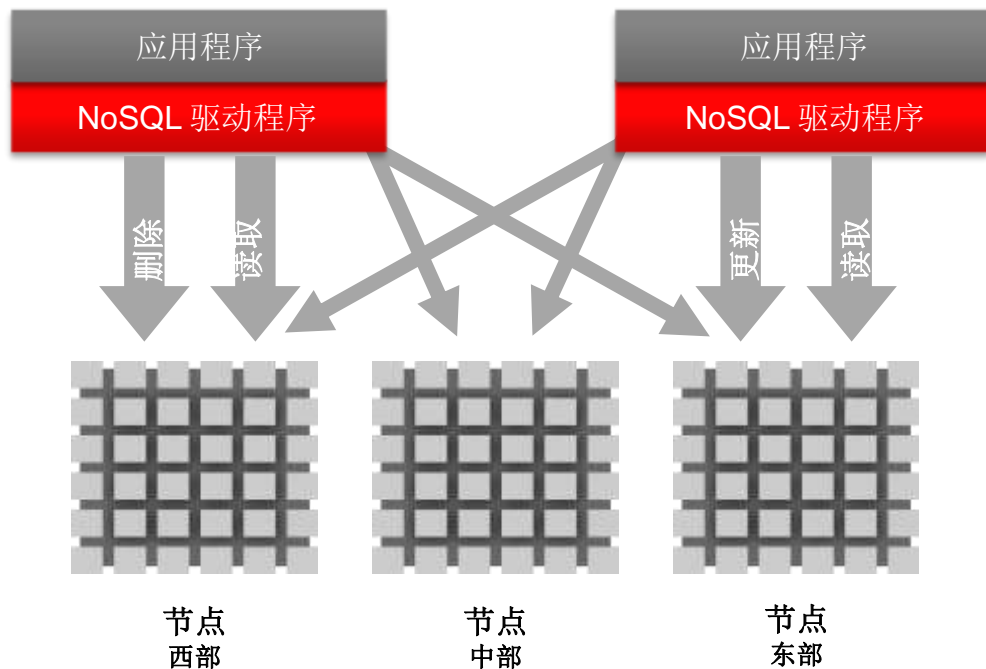 应用程序
应用程序
NoSQL 驱动程序
NoSQL 驱动程序
删除
读取
更新
读取
节点
西部
节点
中部
节点
东部